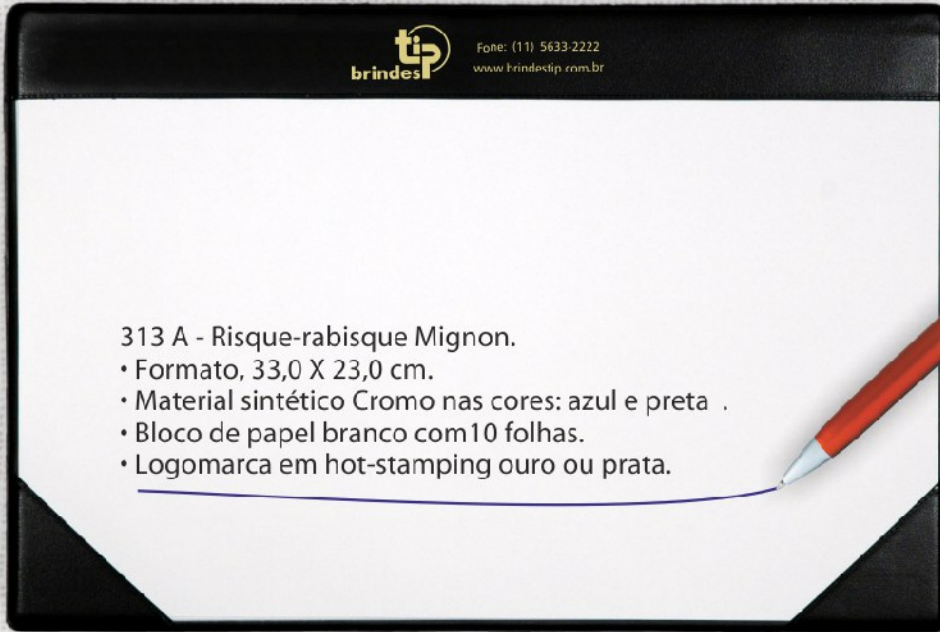 tip
brindes
Fone: (11) 5633-2222
www.brindestip.com.br
313 A - Risque-rabisque Mignon.
• Formato, 33,0 X 23,0 cm.
• Material sintético Cromo nas cores: azul e preta .
• Bloco de papel branco com10 folhas.
• Logomarca em hot-stamping ouro ou prata.